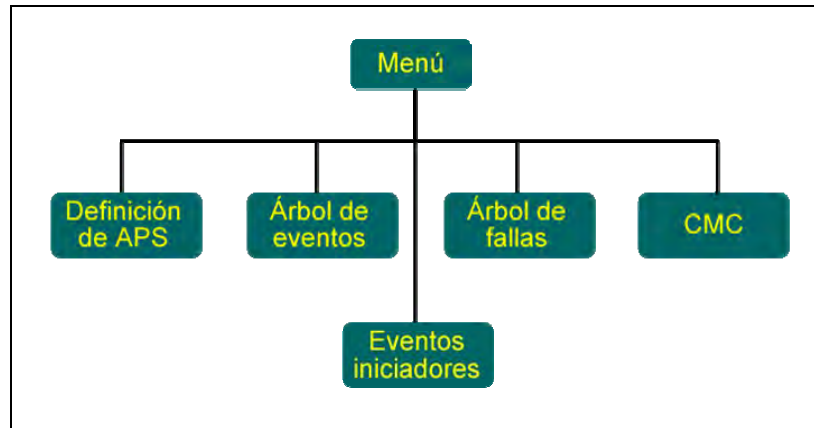 Menú
Definición
de APS
Árbol de
eventos
Árbol de
fallas
CMC
Eventos
iniciadores